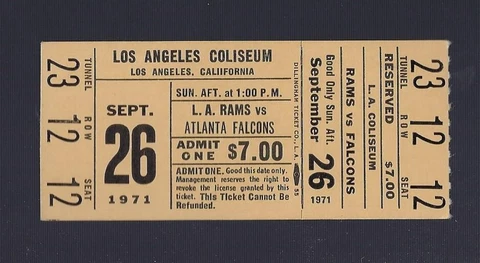 23 12 12
TUNNEL ROW SEAT
LOS ANGELES COLISEUM
LOS ANGELES, CALIIFORNIA
SEPT.
26
1971
SUN. AFT. at 1:00 P.M.
L. A. RAMS vs
ATLANTA FALCONS
ADMIT
ONE $7.00
ADMIT ONE. Good this date only.
Management reserves the right to
revoke the license granted by this
ticket. This Ticket Cannot Be
Refunded.
DILLINGHAM TICKET CO., L. A.
85
Good Only Sun. Aft.
September 26
1971
RAMS vs FALCONS
L. A. COLISEUM
RESERVED $7.00
TUNNEL ROW SEAT
23 12 12